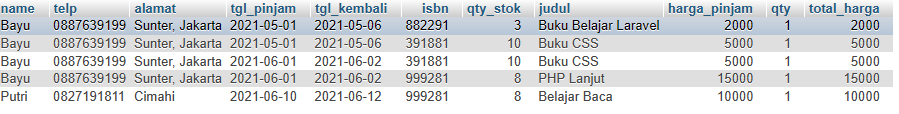 name telp alamat tgl_pinjam tgl_kembali isbn qty_stok judul harga_pinjam qty total_harga
Bayu 0887639199 Sunter, Jakarta 2021-05-01 2021-05-06 882291 3 Buku Belajar Laravel 2000 1 2000
Bayu 0887639199 Sunter, Jakarta 2021-05-01 2021-05-06 391881 10 Buku CSS 5000 1 5000
Bayu 0887639199 Sunter, Jakarta 2021-06-01 2021-06-02 391881 10 Buku CSS 5000 1 5000
Bayu 0887639199 Sunter, Jakarta 2021-06-01 2021-06-02 999281 8 PHP Lanjut 15000 1 15000
Putri 0827191811 Cimahi 2021-06-10 2021-06-12 999281 8 Belajar Baca 10000 1 10000